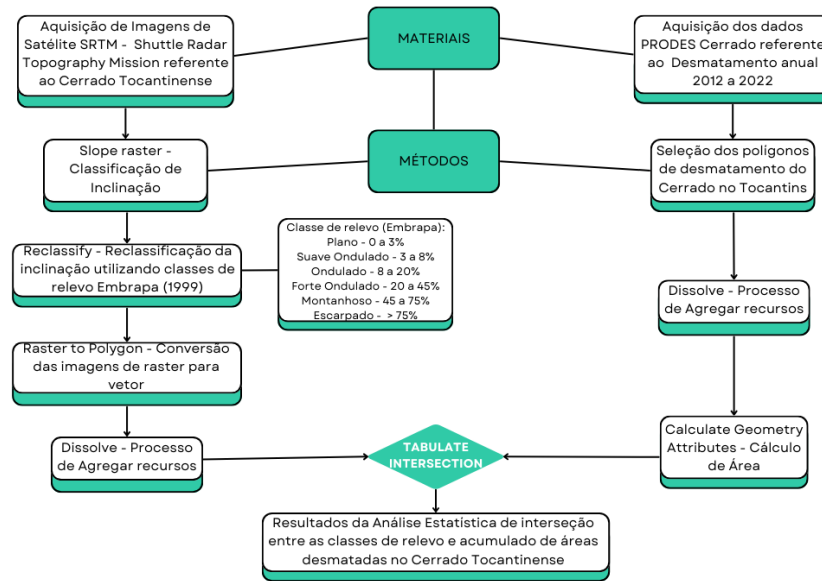 Aquisição de Imagens de
Satélite SRTM - Shuttle Radar
Topography Mission referente
ao Cerrado Tocantinense
MATERIAIS
Aquisição dos dados
PRODES Cerrado referente
ao Desmatamento anual
2012 a 2022
Slope raster -
Classificação de
Inclinação
MÉTODOS
Seleção dos polígonos
de desmatamento do
Cerrado no Tocantins
Reclassify - Reclassificação da
inclinação utilizando classes de
relevo Embrapa (1999)
Classe de relevo (Embrapa):
Plano - 0 a 3%
Suave Ondulado - 3 a 8%
Ondulado - 8 a 20%
Forte Ondulado - 20 a 45%
Montanhoso - 45 a 75%
Escarpado - > 75%
Dissolve - Processo
de Agregar recursos
Raster to Polygon - Conversão
das imagens de raster para
vetor
Dissolve - Processo
de Agregar recursos
TABULATE
INTERSECTION
Calculate Geometry
Attributes - Cálculo
de Área
Resultados da Análise Estatística de interseção
entre as classes de relevo e acumulado de áreas
desmatadas no Cerrado Tocantinense